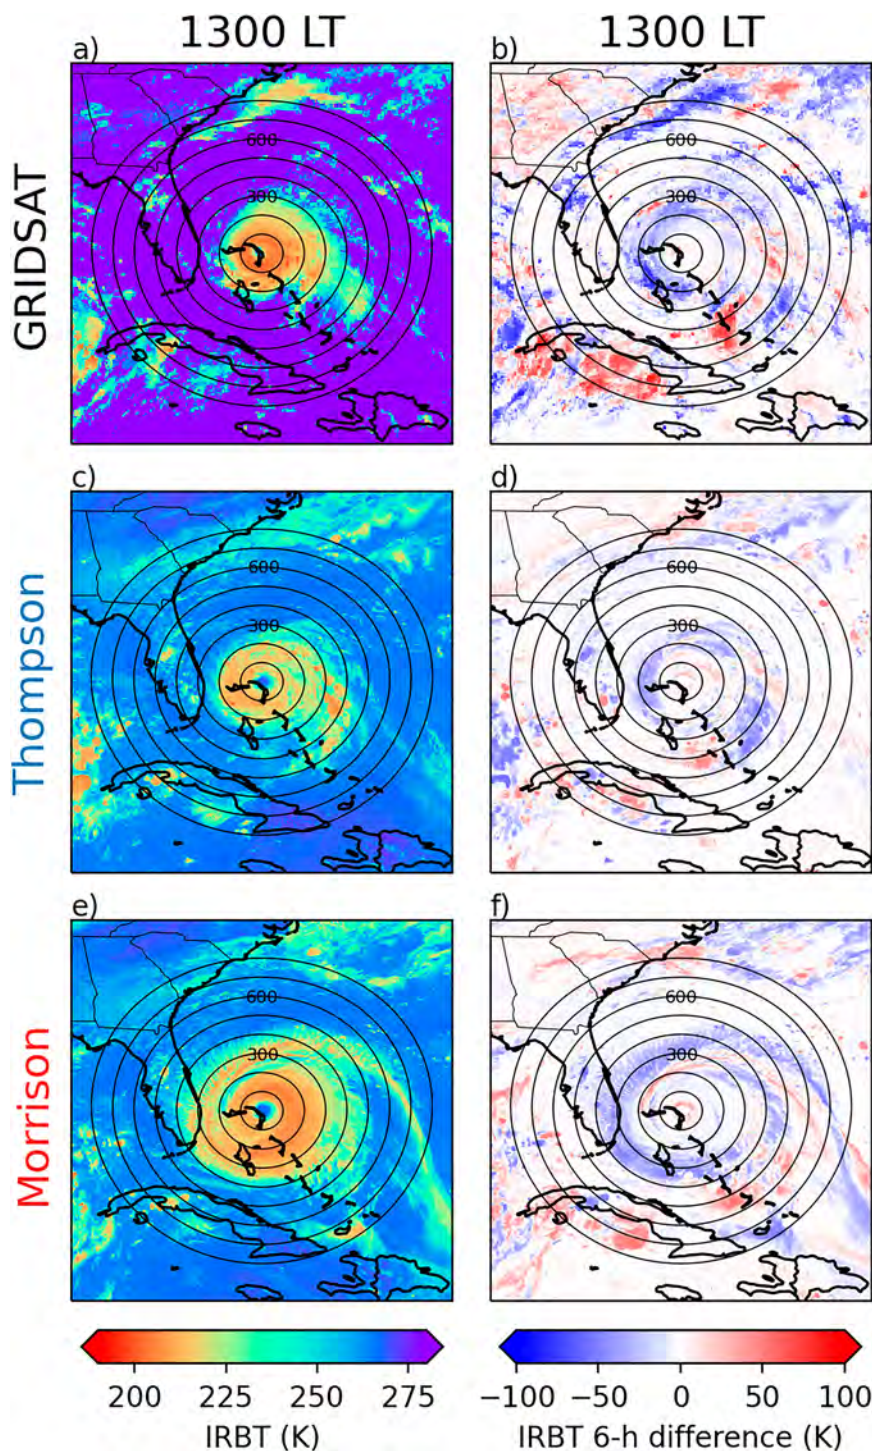 1300 LT
1300 LT
a)
b)
GRIDSAT
600
300
600
300
c)
d)
Thompson
600
300
600
300
e)
f)
Morrison
600
300
600
300
200 225 250 275
IRBT (K)
−100 −50 0 50 100
IRBT 6-h difference (K)